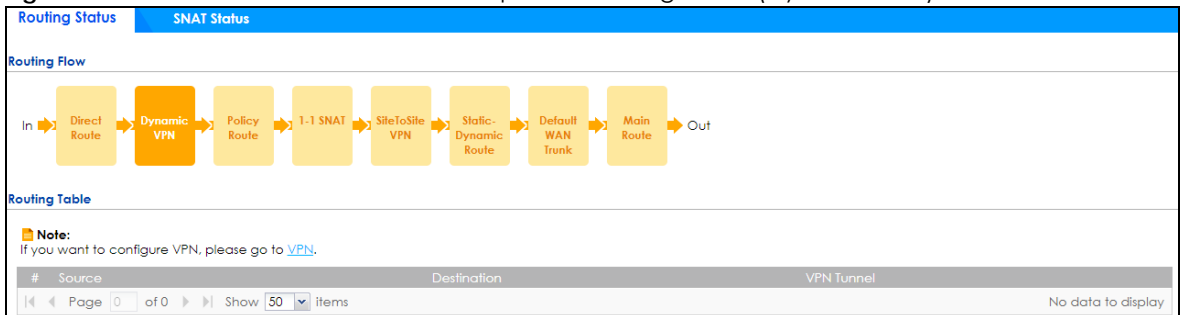 Routing Status SNAT Status
Routing Flow
In Direct Route Dynamic VPN Policy Route 1-1 SNAT SiteToSite VPN Static-Dynamic Route Default WAN Trunk Main Route Out
Routing Table
Note:
If you want to configure VPN, please go to VPN.
# Source Destination VPN Tunnel
Page 0 of 0 Show 50 items No data to display